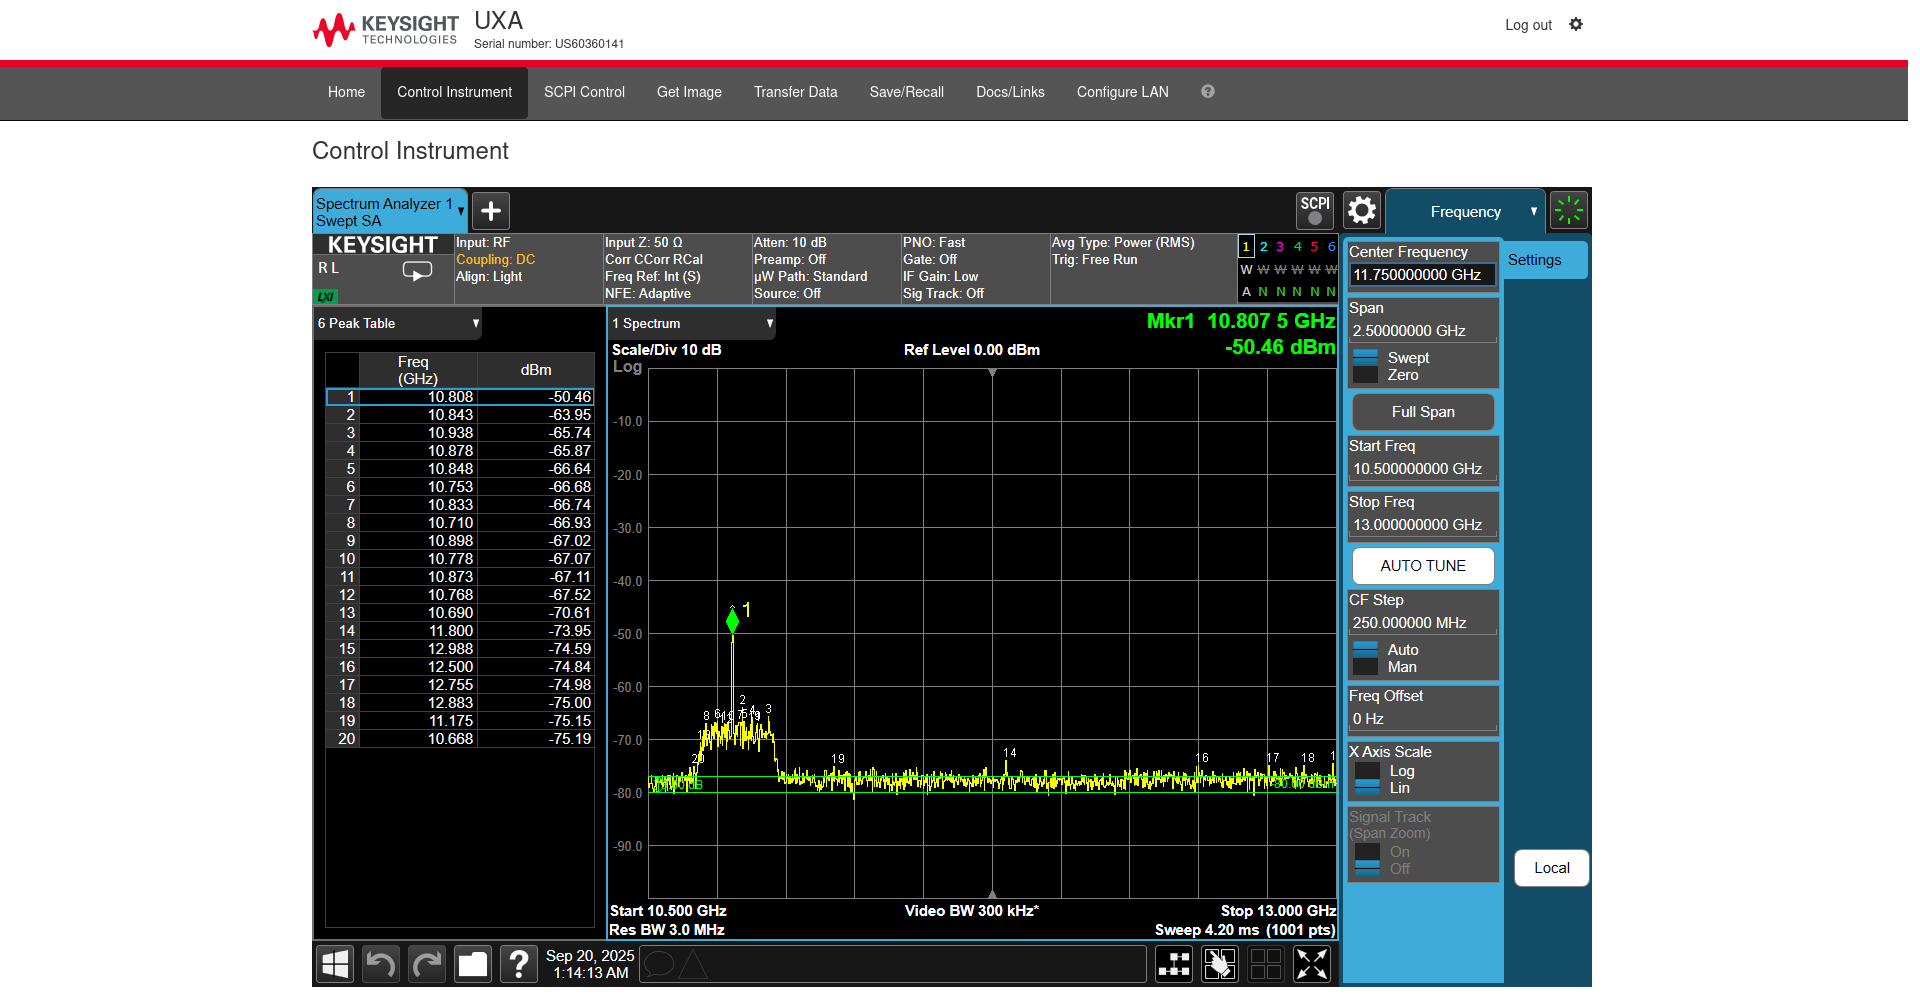 KEYSIGHT
TECHNOLOGIES
UXA
Serial number: US60360141
Log out
Home
Control Instrument
SCPI Control
Get Image
Transfer Data
Save/Recall
Docs/Links
Configure LAN
?
Control Instrument
Spectrum Analyzer 1
Swept SA
SCPI
Frequency
KEYSIGHT
R L
LXI
Input: RF
Coupling: DC
Align: Light
Input Z: 50 Ω
Corr CCorr RCal
Freq Ref: Int (S)
NFE: Adaptive
Atten: 10 dB
Preamp: Off
µW Path: Standard
Source: Off
PNO: Fast
Gate: Off
IF Gain: Low
Sig Track: Off
Avg Type: Power (RMS)
Trig: Free Run
1 2 3 4 5 6
W W W W W W
A N N N N N
6 Peak Table
Freq
(GHz)
dBm
1 10.808 -50.46
2 10.843 -63.95
3 10.938 -65.74
4 10.878 -65.87
5 10.848 -66.64
6 10.753 -66.68
7 10.833 -66.74
8 10.710 -66.93
9 10.898 -67.02
10 10.778 -67.07
11 10.873 -67.11
12 10.768 -67.52
13 10.690 -70.61
14 11.800 -73.95
15 12.988 -74.59
16 12.500 -74.84
17 12.755 -74.98
18 12.883 -75.00
19 11.175 -75.15
20 10.668 -75.19
1 Spectrum
Mkr1 10.807 5 GHz
-50.46 dBm
Scale/Div 10 dB
Ref Level 0.00 dBm
Log
-10.0
-20.0
-30.0
-40.0
-50.0
-60.0
-70.0
-80.0
-90.0
1
2
3
8
6
19
14
16
17
18
Start 10.500 GHz
Video BW 300 kHz*
Stop 13.000 GHz
Res BW 3.0 MHz
Sweep 4.20 ms (1001 pts)
Settings
Center Frequency
11.750000000 GHz
Span
2.50000000 GHz
Swept
Zero
Full Span
Start Freq
10.500000000 GHz
Stop Freq
13.000000000 GHz
AUTO TUNE
CF Step
250.000000 MHz
Auto
Man
Freq Offset
0 Hz
X Axis Scale
Log
Lin
Signal Track
(Span Zoom)
On
Off
Local
?
Sep 20, 2025
1:14:13 AM